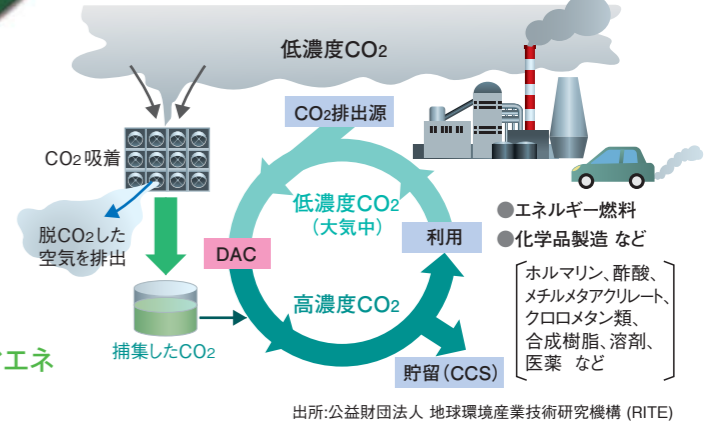 低濃度CO2
CO2排出源
CO2吸着
低濃度CO2
(大気中)
脱CO2した
空気を排出
DAC
利用
●エネルギー燃料
●化学品製造 など
ホルマリン、酢酸、
メチルメタアクリレート、
クロロメタン類、
合成樹脂、溶剤、
医薬 など
高濃度CO2
捕集したCO2
エネ
貯留(CCS)
出所:公益財団法人 地球環境産業技術研究機構 (RITE)